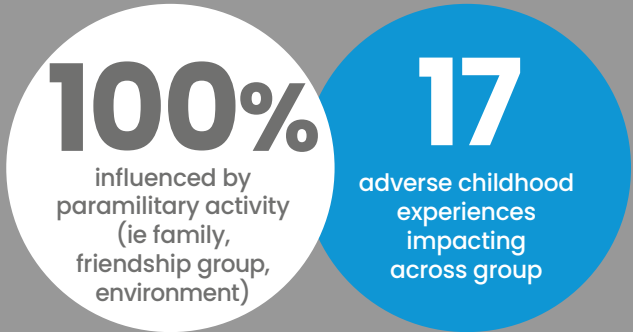 100%
influenced by
paramilitary activity
(ie family,
friendship group,
environment)
17
adverse childhood
experiences
impacting
across group